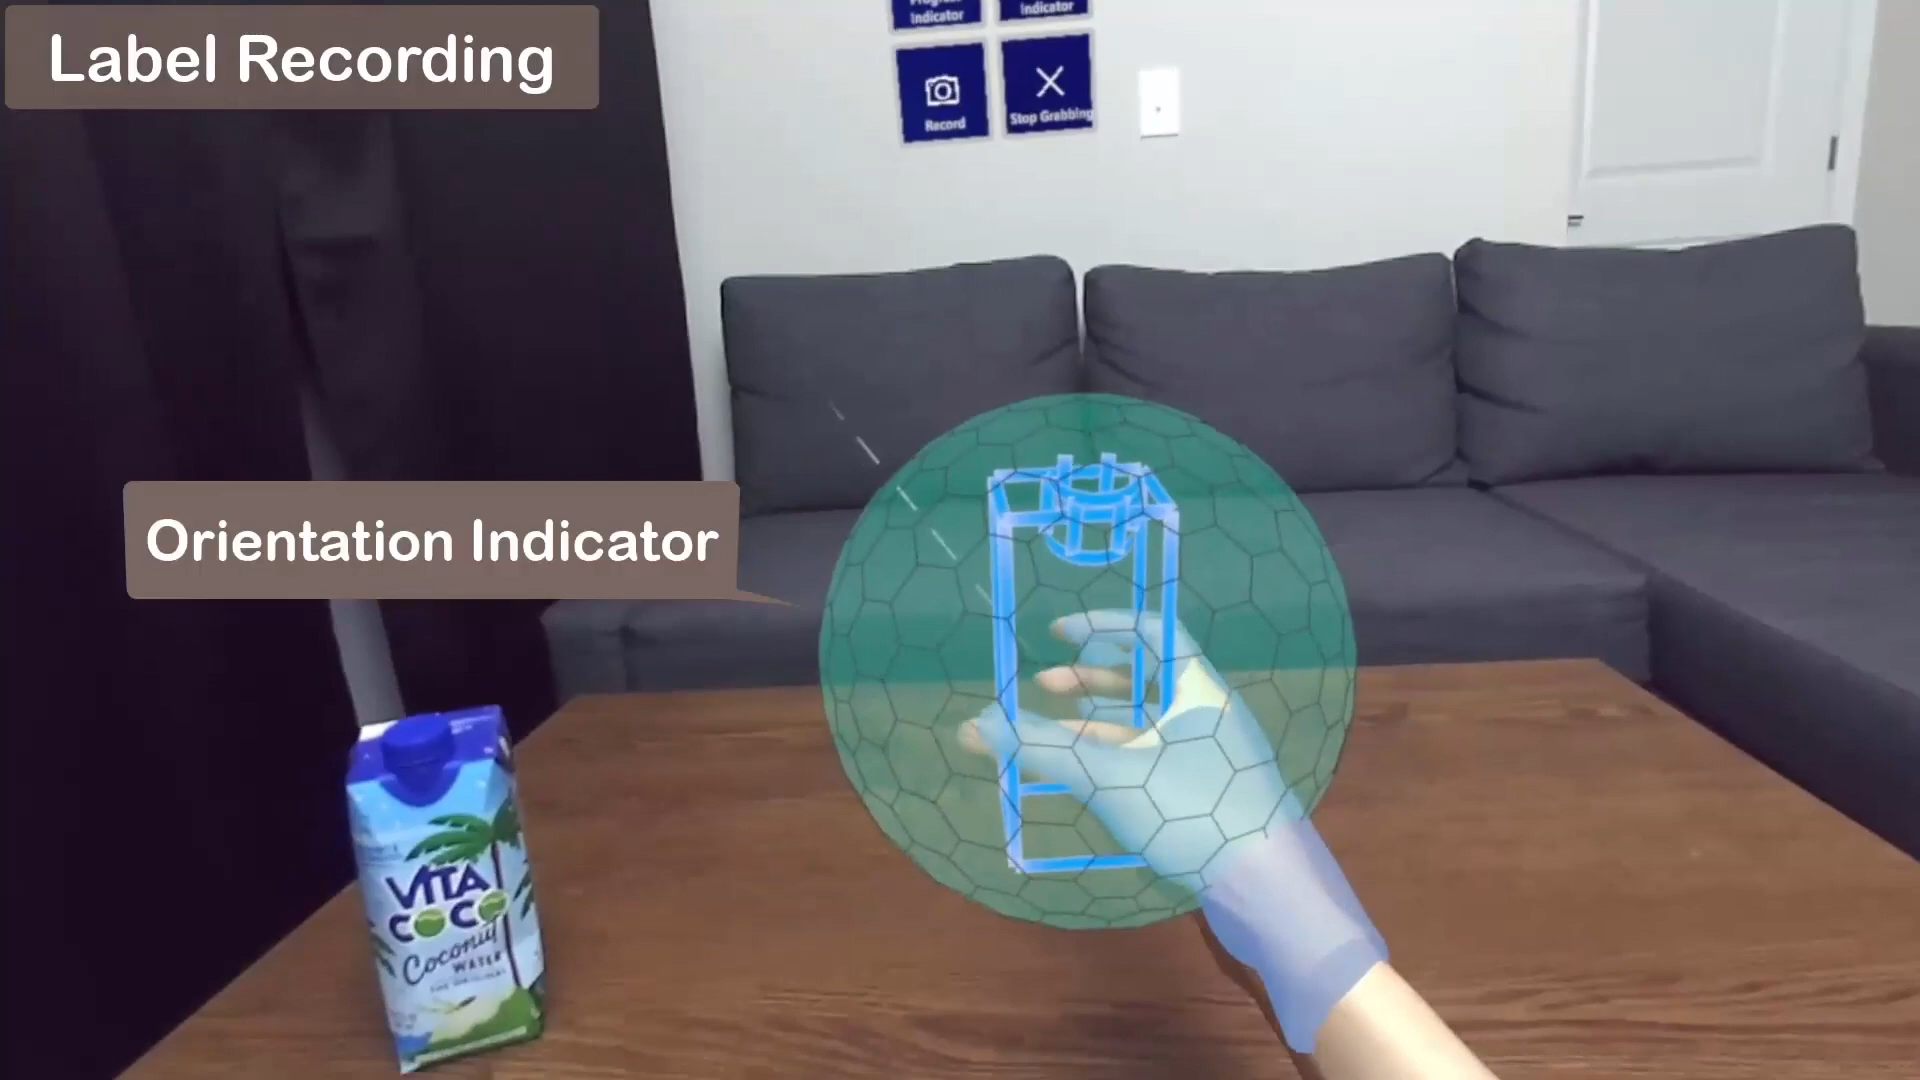 Label Recording
Indicator
Indicator
Record
Stop Grabbing
Orientation Indicator
VITA
COCO
Coconut
WATER